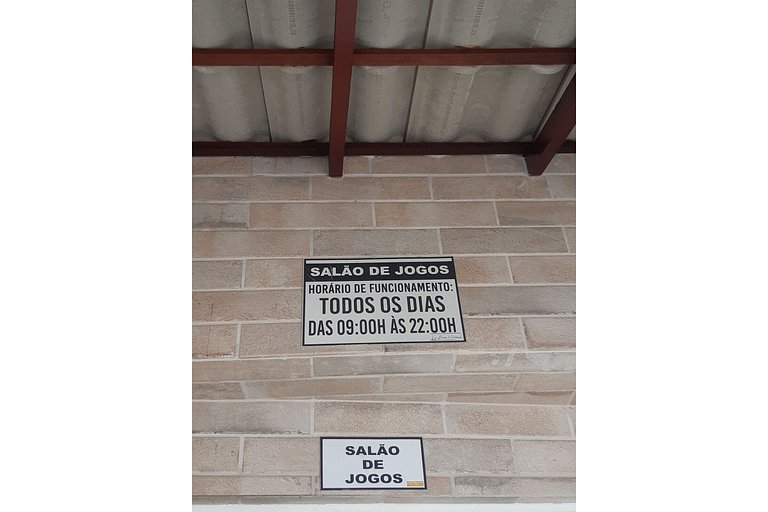 SALÃO DE JOGOS
HORÁRIO DE FUNCIONAMENTO:
TODOS OS DIAS
DAS 09:00H ÀS 22:00H
SALÃO
DE
JOGOS